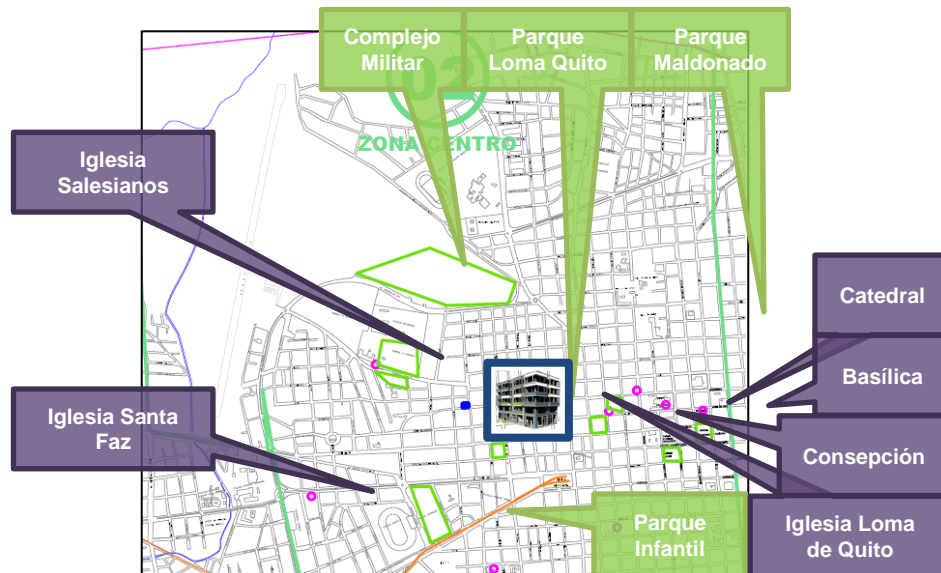 Complejo
Militar
Parque
Loma Quito
Parque
Maldonado
02
ZONA CENTRO
Iglesia
Salesianos
Catedral
Basílica
Iglesia Santa
Faz
Consepción
Parque
Infantil
Iglesia Loma
de Quito